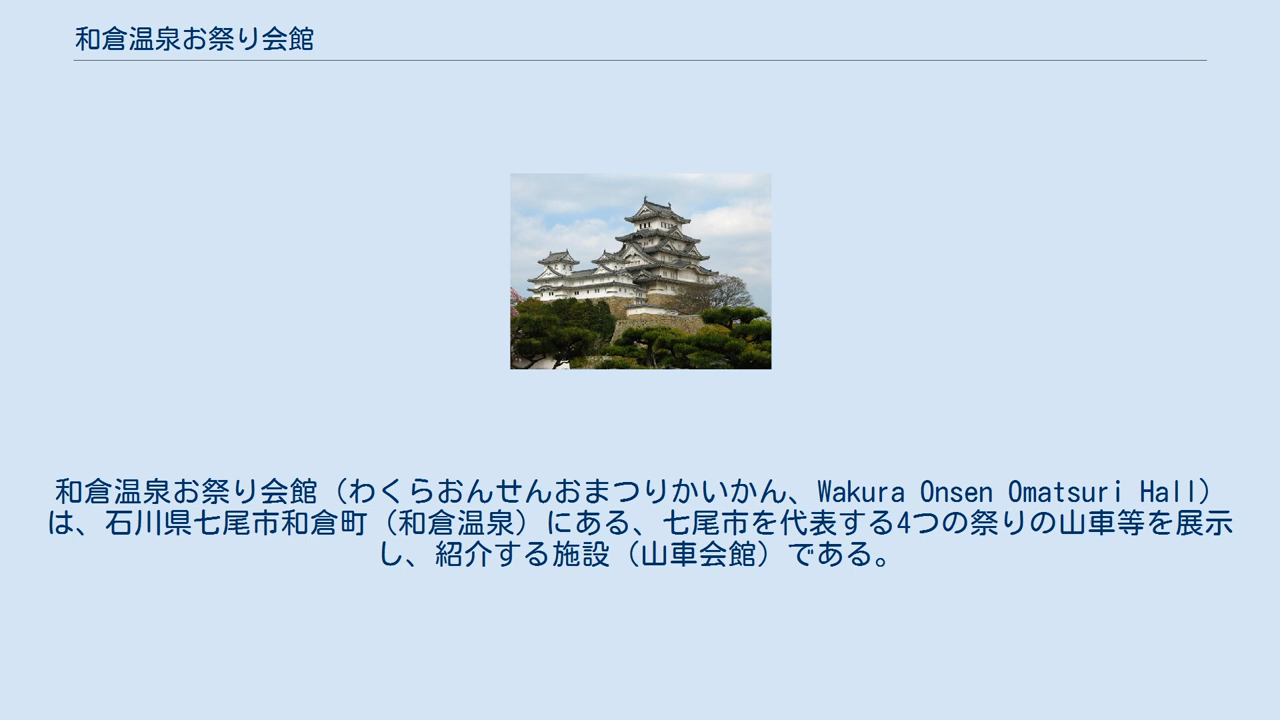 和倉温泉お祭り会館
和倉温泉お祭り会館（わくらおんせんおまつりかいかん、Wakura Onsen Omatsuri Hall）
は、石川県七尾市和倉町（和倉温泉）にある、七尾市を代表する4つの祭りの山車等を展示
し、紹介する施設（山車会館）である。